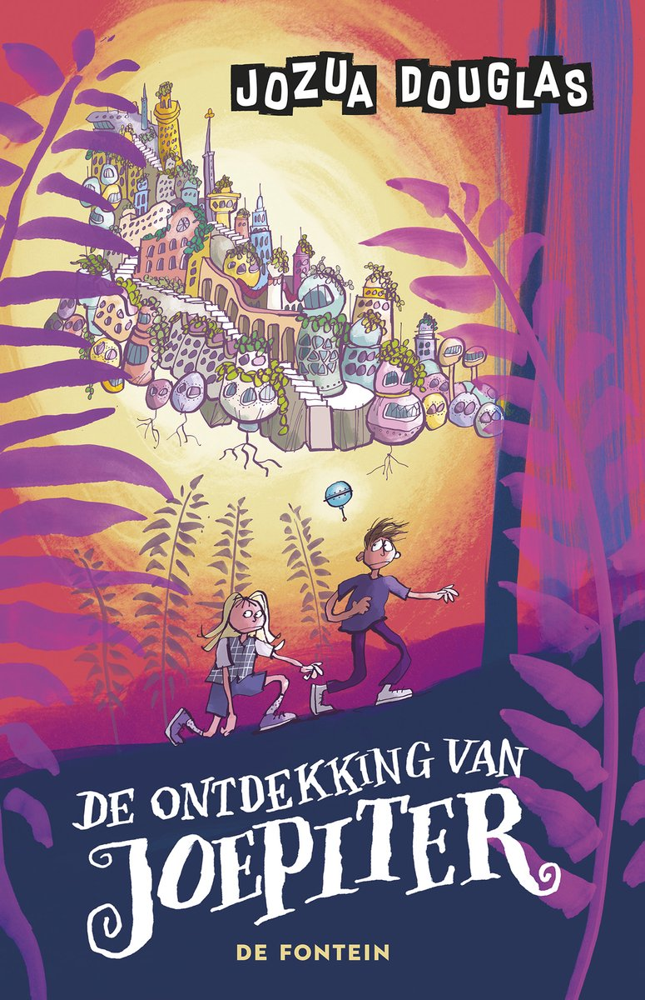 JOZUA DOUGLAS
DE ONTDEKKING VAN
JOEPITER
DE FONTEIN